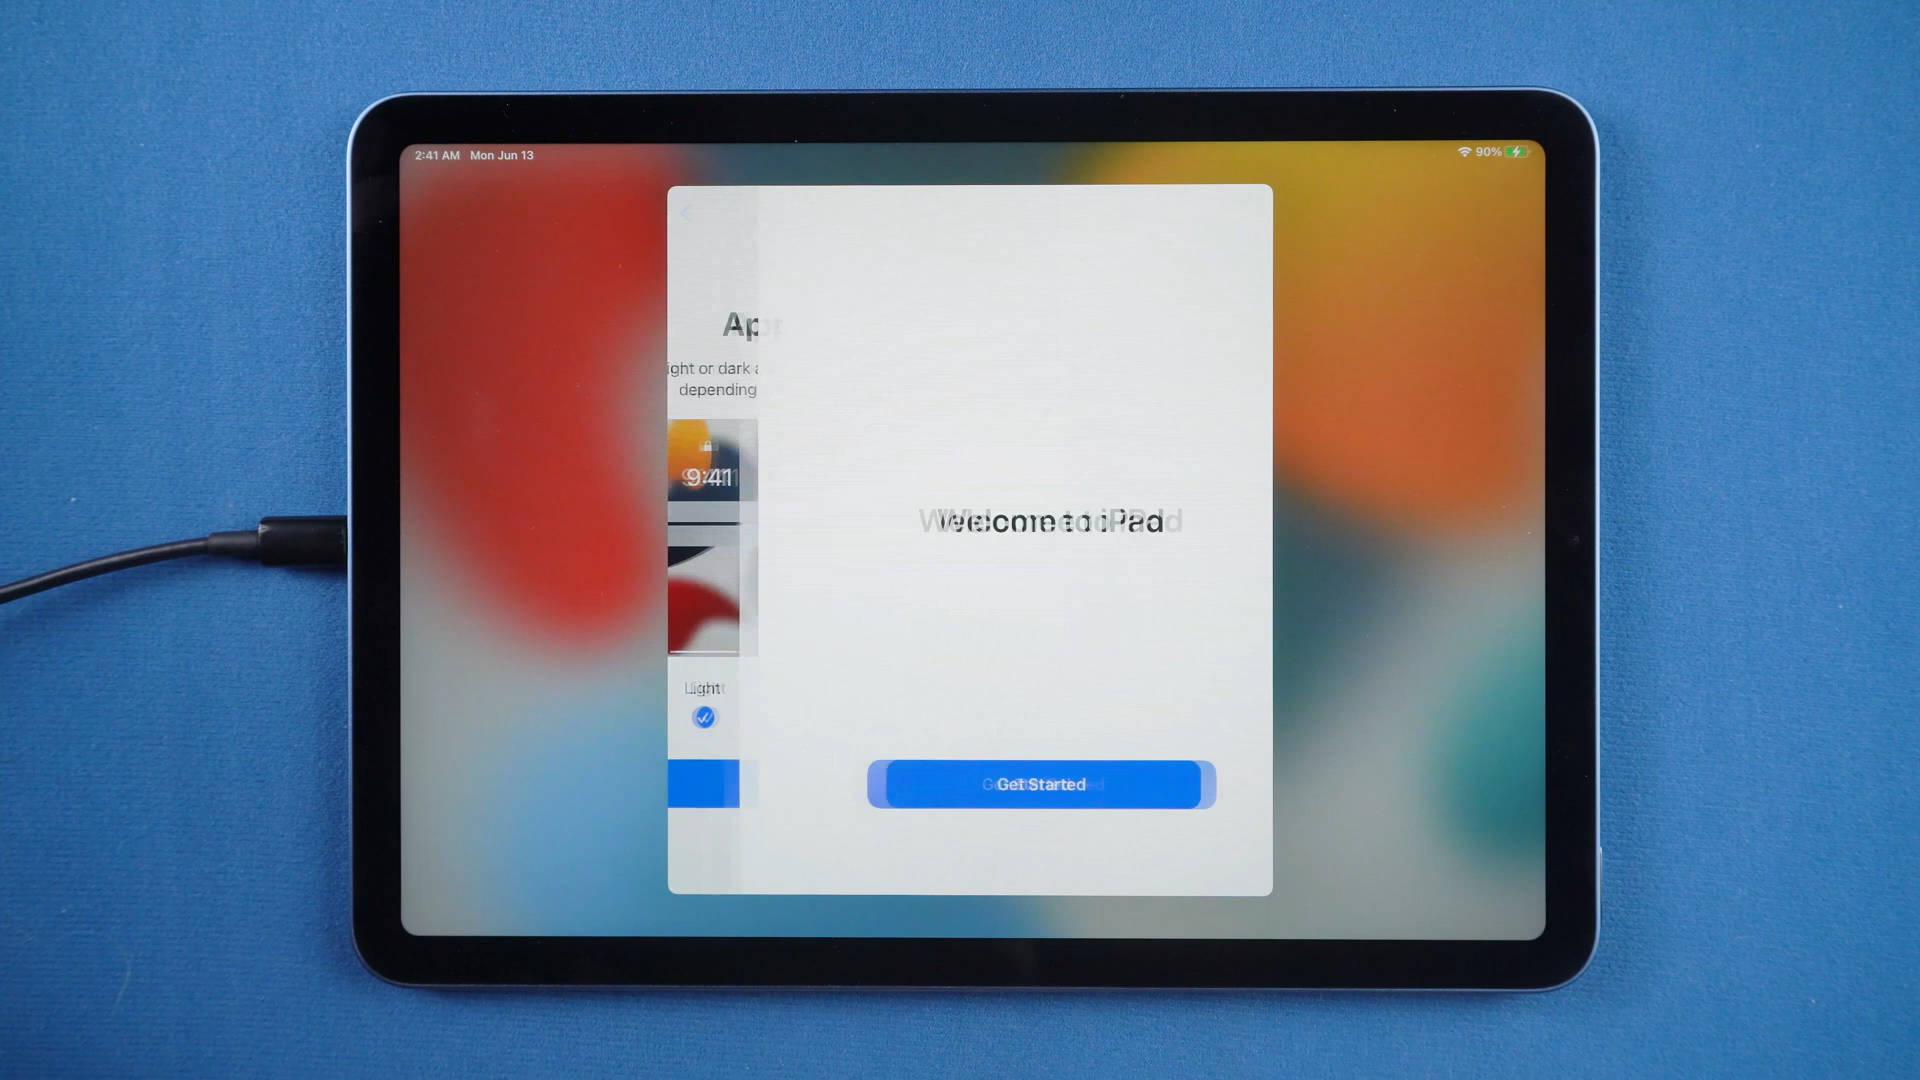 2:41 AM Mon Jun 13
90%
Ap
ight or dark a
depending
9:41
Welcome to iPad
Light
Get Started